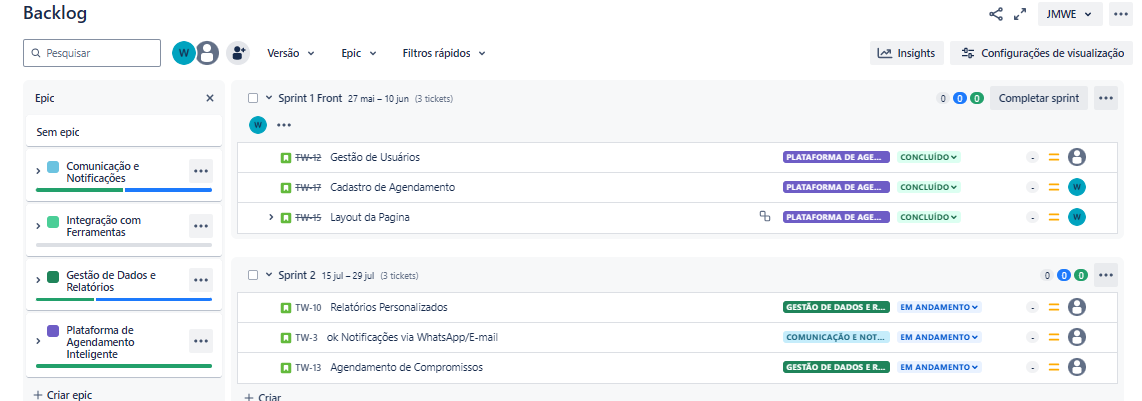 Backlog
JMWE
Pesquisar
W
Versão
Epic
Filtros rápidos
Insights
Configurações de visualização
Epic
Sem epic
Comunicação e
Notificações
Integração com
Ferramentas
Gestão de Dados e
Relatórios
Plataforma de
Agendamento
Inteligente
+ Criar epic
Sprint 1 Front 27 mai – 10 jun (3 tickets) 0 0 0 Completar sprint
W
TW-12 Gestão de Usuários PLATAFORMA DE AGE... CONCLUÍDO -
TW-17 Cadastro de Agendamento PLATAFORMA DE AGE... CONCLUÍDO - W
TW-15 Layout da Pagina PLATAFORMA DE AGE... CONCLUÍDO - W
Sprint 2 15 jul – 29 jul (3 tickets) 0 0 0
TW-10 Relatórios Personalizados GESTÃO DE DADOS E R... EM ANDAMENTO -
TW-3 ok Notificações via WhatsApp/E-mail COMUNICAÇÃO E NOT... EM ANDAMENTO -
TW-13 Agendamento de Compromissos GESTÃO DE DADOS E R... EM ANDAMENTO -
+ Criar